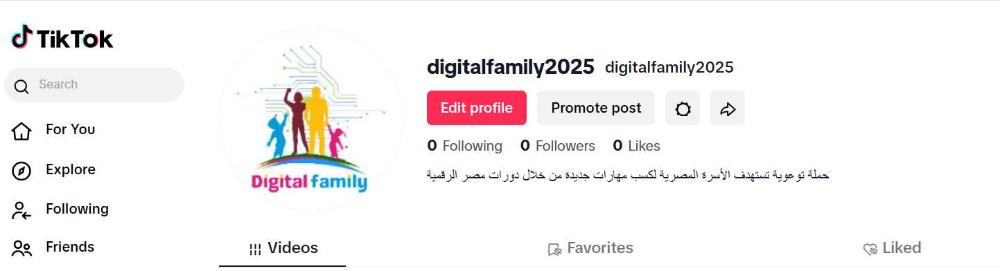 TikTok
Search
For You
Explore
Following
Friends
Digital family
digitalfamily2025 digitalfamily2025
Edit profile Promote post
0 Following 0 Followers 0 Likes
حملة توعوية تستهدف الأسرة المصرية لكسب مهارات جديدة من خلال دورات مصر الرقمية
Videos Favorites Liked